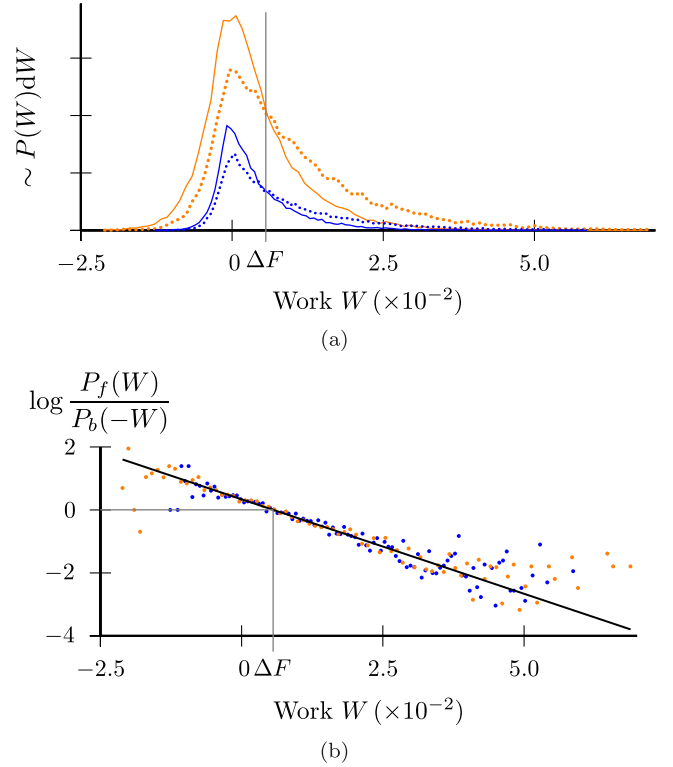 ~ P(W)dW
−2.5 0 ΔF 2.5 5.0
Work W (×10⁻²)
(a)
log P_f(W) / P_b(−W)
2
0
−2
−4
−2.5 0 ΔF 2.5 5.0
Work W (×10⁻²)
(b)